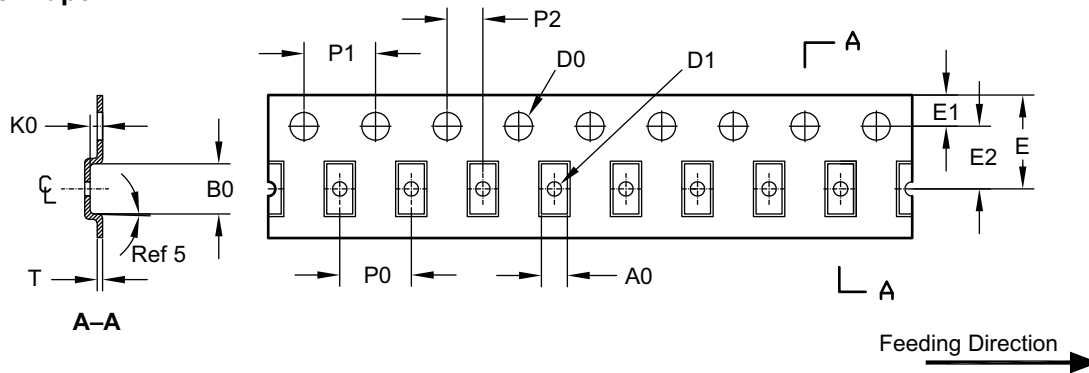 P2
P1
D0
D1
A
K0
E1
E
E2
℄
B0
Ref 5
T
P0
A0
A
A–A
Feeding Direction